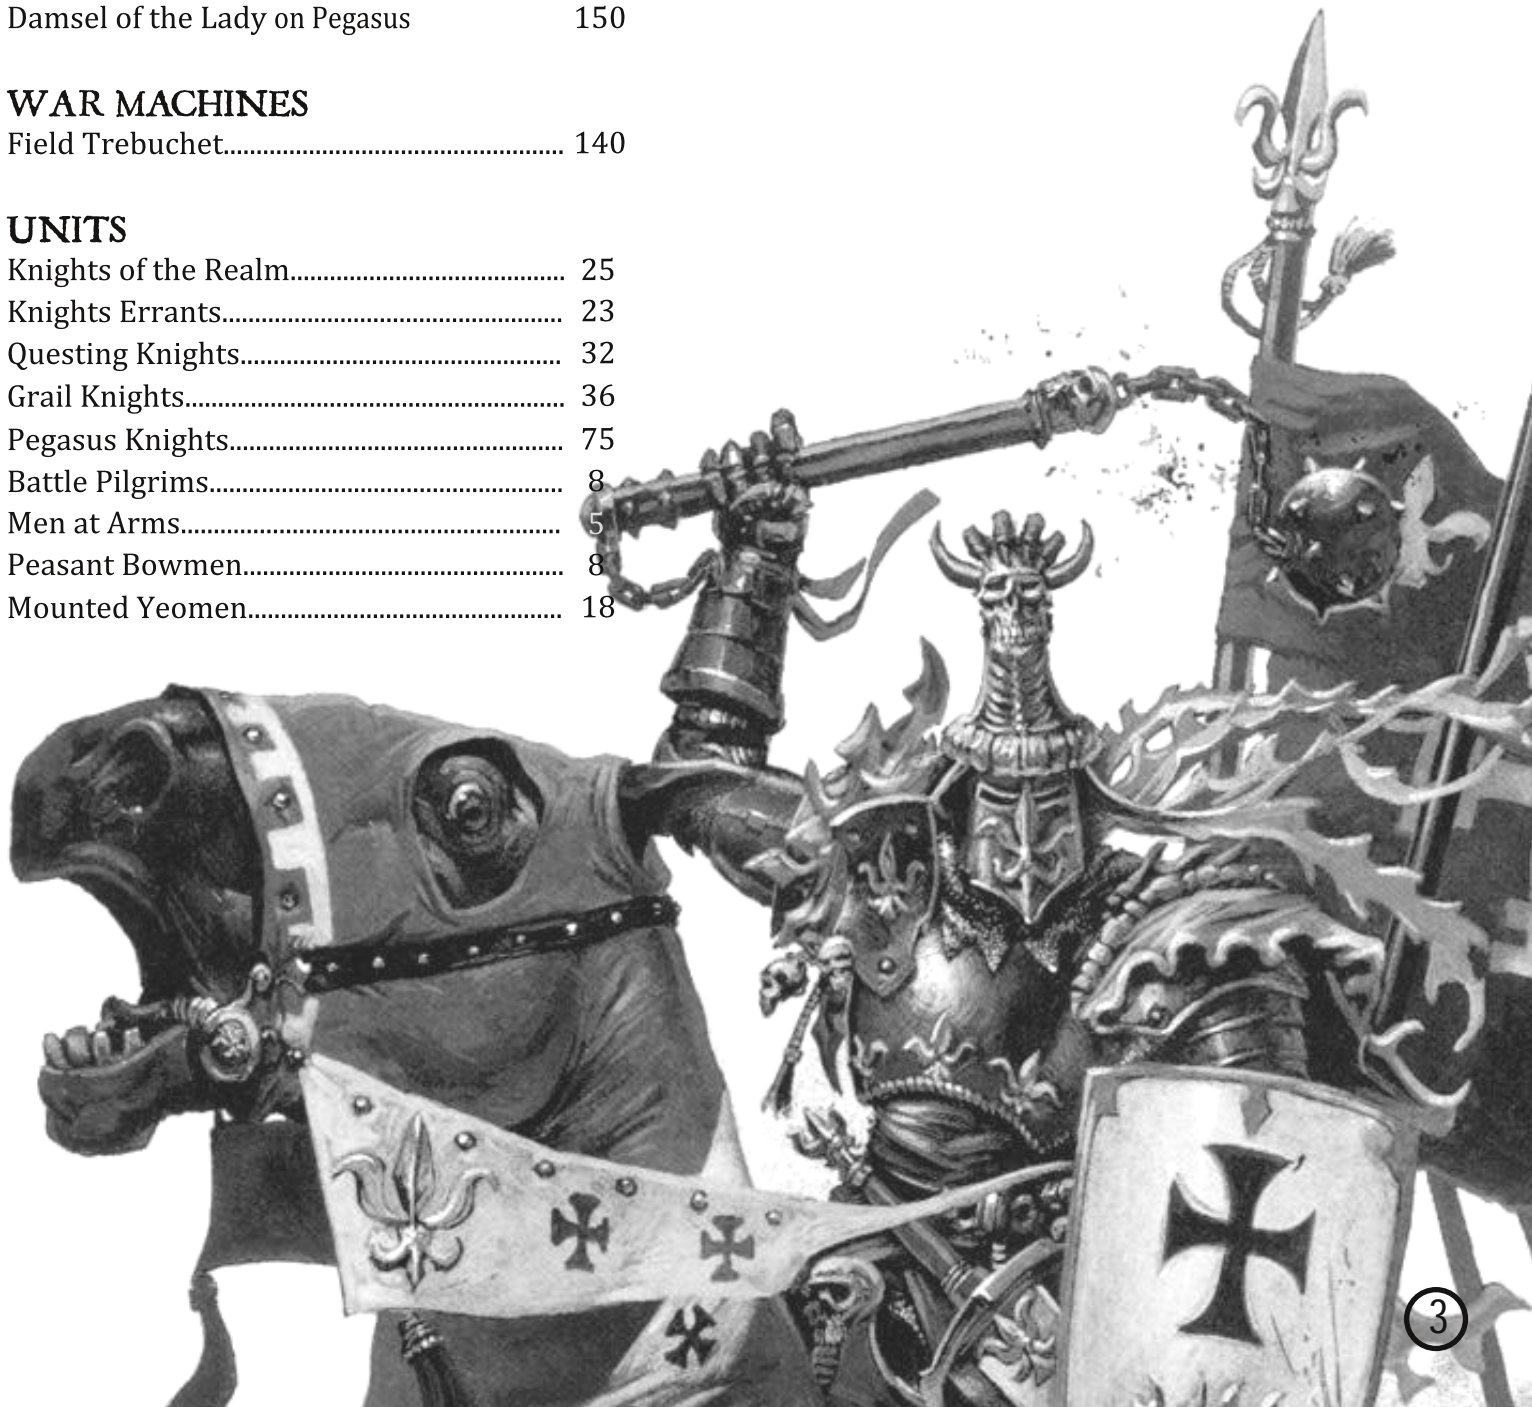 Damsel of the Lady on Pegasus 150
WAR MACHINES
Field Trebuchet.................................................... 140
UNITS
Knights of the Realm.......................................... 25
Knights Errants.................................................... 23
Questing Knights................................................. 32
Grail Knights.......................................................... 36
Pegasus Knights................................................... 75
Battle Pilgrims...................................................... 8
Men at Arms.......................................................... 5
Peasant Bowmen................................................. 8
Mounted Yeomen................................................ 18
3